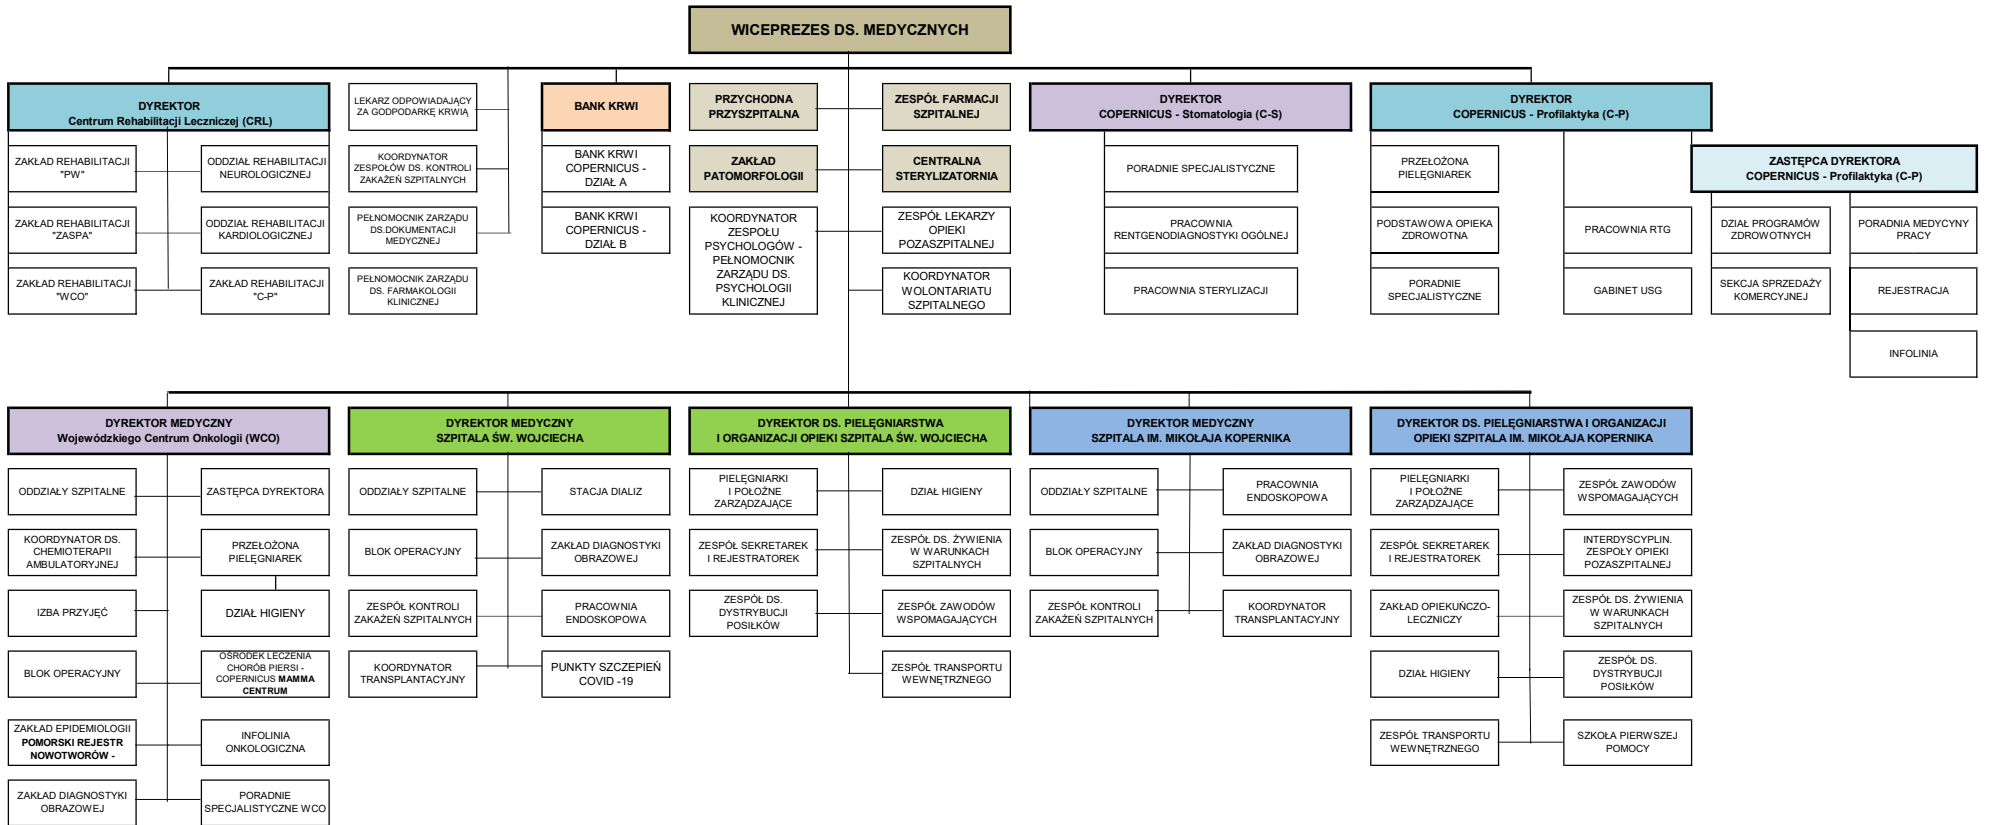 WICEPREZES DS. MEDYCZNYCH
DYREKTOR
Centrum Rehabilitacji Leczniczej (CRL)
ZAKŁAD REHABILITACJI
"PW"
ODDZIAŁ REHABILITACJI
NEUROLOGICZNEJ
ZAKŁAD REHABILITACJI
"ZASPA"
ODDZIAŁ REHABILITACJI
KARDIOLOGICZNEJ
ZAKŁAD REHABILITACJI
"WCO"
ZAKŁAD REHABILITACJI
"C-P"
LEKARZ ODPOWIADAJĄCY
ZA GODPODARKĘ KRWIĄ
KOORDYNATOR
ZESPOŁÓW DS. KONTROLI
ZAKAŻEŃ SZPITALNYCH
PEŁNOMOCNIK ZARZĄDU
DS.DOKUMENTACJI
MEDYCZNEJ
PEŁNOMOCNIK ZARZĄDU
DS. FARMAKOLOGII
KLINICZNEJ
BANK KRWI
BANK KRWI
COPERNICUS -
DZIAŁ A
BANK KRWI
COPERNICUS -
DZIAŁ B
PRZYCHODNA
PRZYSZPITALNA
ZESPÓŁ FARMACJI
SZPITALNEJ
ZAKŁAD
PATOMORFOLOGII
CENTRALNA
STERYLIZATORNIA
KOORDYNATOR
ZESPOŁU
PSYCHOLOGÓW -
PEŁNOMOCNIK
ZARZĄDU DS.
PSYCHOLOGII
KLINICZNEJ
ZESPÓŁ LEKARZY
OPIEKI
POZASZPITALNEJ
KOORDYNATOR
WOLONTARIATU
SZPITALNEGO
DYREKTOR
COPERNICUS - Stomatologia (C-S)
PORADNIE SPECJALISTYCZNE
PRACOWNIA
RENTGENODIAGNOSTYKI OGÓLNEJ
PRACOWNIA STERYLIZACJI
DYREKTOR
COPERNICUS - Profilaktyka (C-P)
PRZEŁOŻONA
PIELĘGNIAREK
PODSTAWOWA OPIEKA
ZDROWOTNA
PORADNIE
SPECJALISTYCZNE
PRACOWNIA RTG
GABINET USG
ZASTĘPCA DYREKTORA
COPERNICUS - Profilaktyka (C-P)
DZIAŁ PROGRAMÓW
ZDROWOTNYCH
PORADNIA MEDYCYNY
PRACY
SEKCJA SPRZEDAŻY
KOMERCYJNEJ
REJESTRACJA
INFOLINIA
DYREKTOR MEDYCZNY
Wojewódzkiego Centrum Onkologii (WCO)
ODDZIAŁY SZPITALNE
ZASTĘPCA DYREKTORA
KOORDYNATOR DS.
CHEMIOTERAPII
AMBULATORYJNEJ
PRZEŁOŻONA
PIELĘGNIAREK
IZBA PRZYJĘĆ
DZIAŁ HIGIENY
BLOK OPERACYJNY
OŚRODEK LECZENIA
CHORÓB PIERSI -
COPERNICUS MAMMA
CENTRUM
ZAKŁAD EPIDEMIOLOGII
POMORSKI REJESTR
NOWOTWORÓW -
INFOLINIA
ONKOLOGICZNA
ZAKŁAD DIAGNOSTYKI
OBRAZOWEJ
PORADNIE
SPECJALISTYCZNE WCO
DYREKTOR MEDYCZNY
SZPITALA ŚW. WOJCIECHA
ODDZIAŁY SZPITALNE
STACJA DIALIZ
BLOK OPERACYJNY
ZAKŁAD DIAGNOSTYKI
OBRAZOWEJ
ZESPÓŁ KONTROLI
ZAKAŻEŃ SZPITALNYCH
PRACOWNIA
ENDOSKOPOWA
KOORDYNATOR
TRANSPLANTACYJNY
PUNKTY SZCZEPIEŃ
COVID -19
DYREKTOR DS. PIELĘGNIARSTWA
I ORGANIZACJI OPIEKI SZPITALA ŚW. WOJCIECHA
PIELĘGNIARKI
I POŁOŻNE
ZARZĄDZAJĄCE
DZIAŁ HIGIENY
ZESPÓŁ SEKRETAREK
I REJESTRATOREK
ZESPÓŁ DS. ŻYWIENIA
W WARUNKACH
SZPITALNYCH
ZESPÓŁ DS.
DYSTRYBUCJI
POSIŁKÓW
ZESPÓŁ ZAWODÓW
WSPOMAGAJĄCYCH
ZESPÓŁ TRANSPORTU
WEWNĘTRZNEGO
DYREKTOR MEDYCZNY
SZPITALA IM. MIKOŁAJA KOPERNIKA
ODDZIAŁY SZPITALNE
PRACOWNIA
ENDOSKOPOWA
BLOK OPERACYJNY
ZAKŁAD DIAGNOSTYKI
OBRAZOWEJ
ZESPÓŁ KONTROLI
ZAKAŻEŃ SZPITALNYCH
KOORDYNATOR
TRANSPLANTACYJNY
DYREKTOR DS. PIELĘGNIARSTWA I ORGANIZACJI
OPIEKI SZPITALA IM. MIKOŁAJA KOPERNIKA
PIELĘGNIARKI
I POŁOŻNE
ZARZĄDZAJĄCE
ZESPÓŁ ZAWODÓW
WSPOMAGAJĄCYCH
ZESPÓŁ SEKRETAREK
I REJESTRATOREK
INTERDYSCYPLIN.
ZESPOŁY OPIEKI
POZASZPITALNEJ
ZAKŁAD OPIEKUŃCZO-
LECZNICZY
ZESPÓŁ DS. ŻYWIENIA
W WARUNKACH
SZPITALNYCH
DZIAŁ HIGIENY
ZESPÓŁ DS.
DYSTRYBUCJI
POSIŁKÓW
ZESPÓŁ TRANSPORTU
WEWNĘTRZNEGO
SZKOŁA PIERWSZEJ
POMOCY